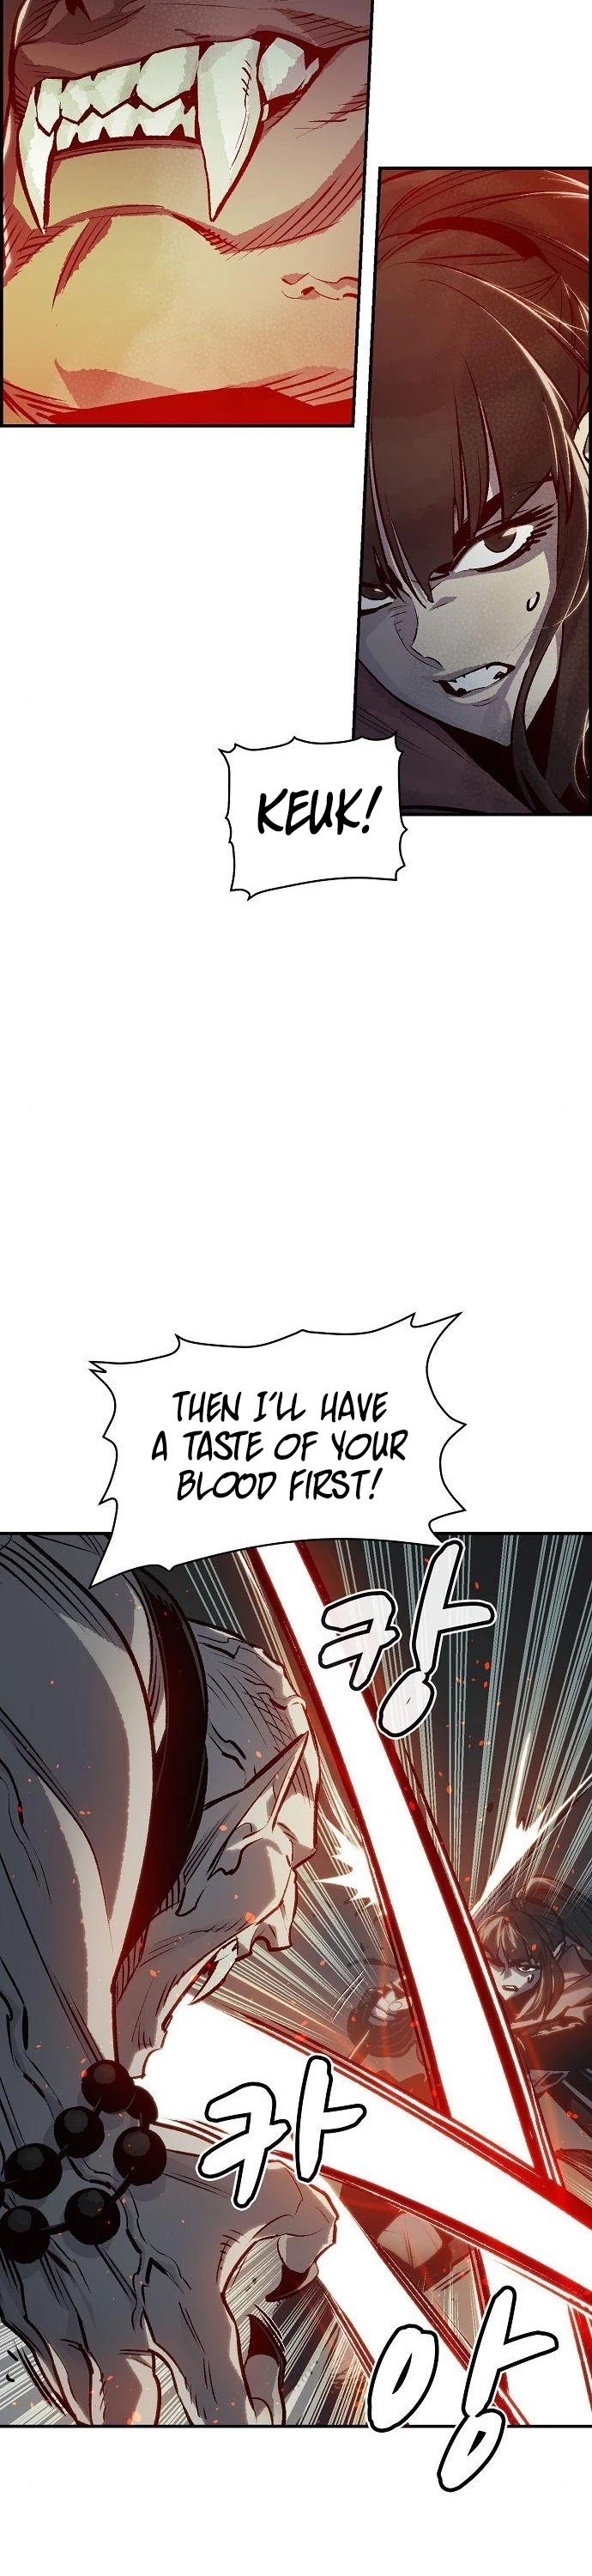 KEUK!
THEN I'LL HAVE
A TASTE OF YOUR
BLOOD FIRST!
캉
카
앙